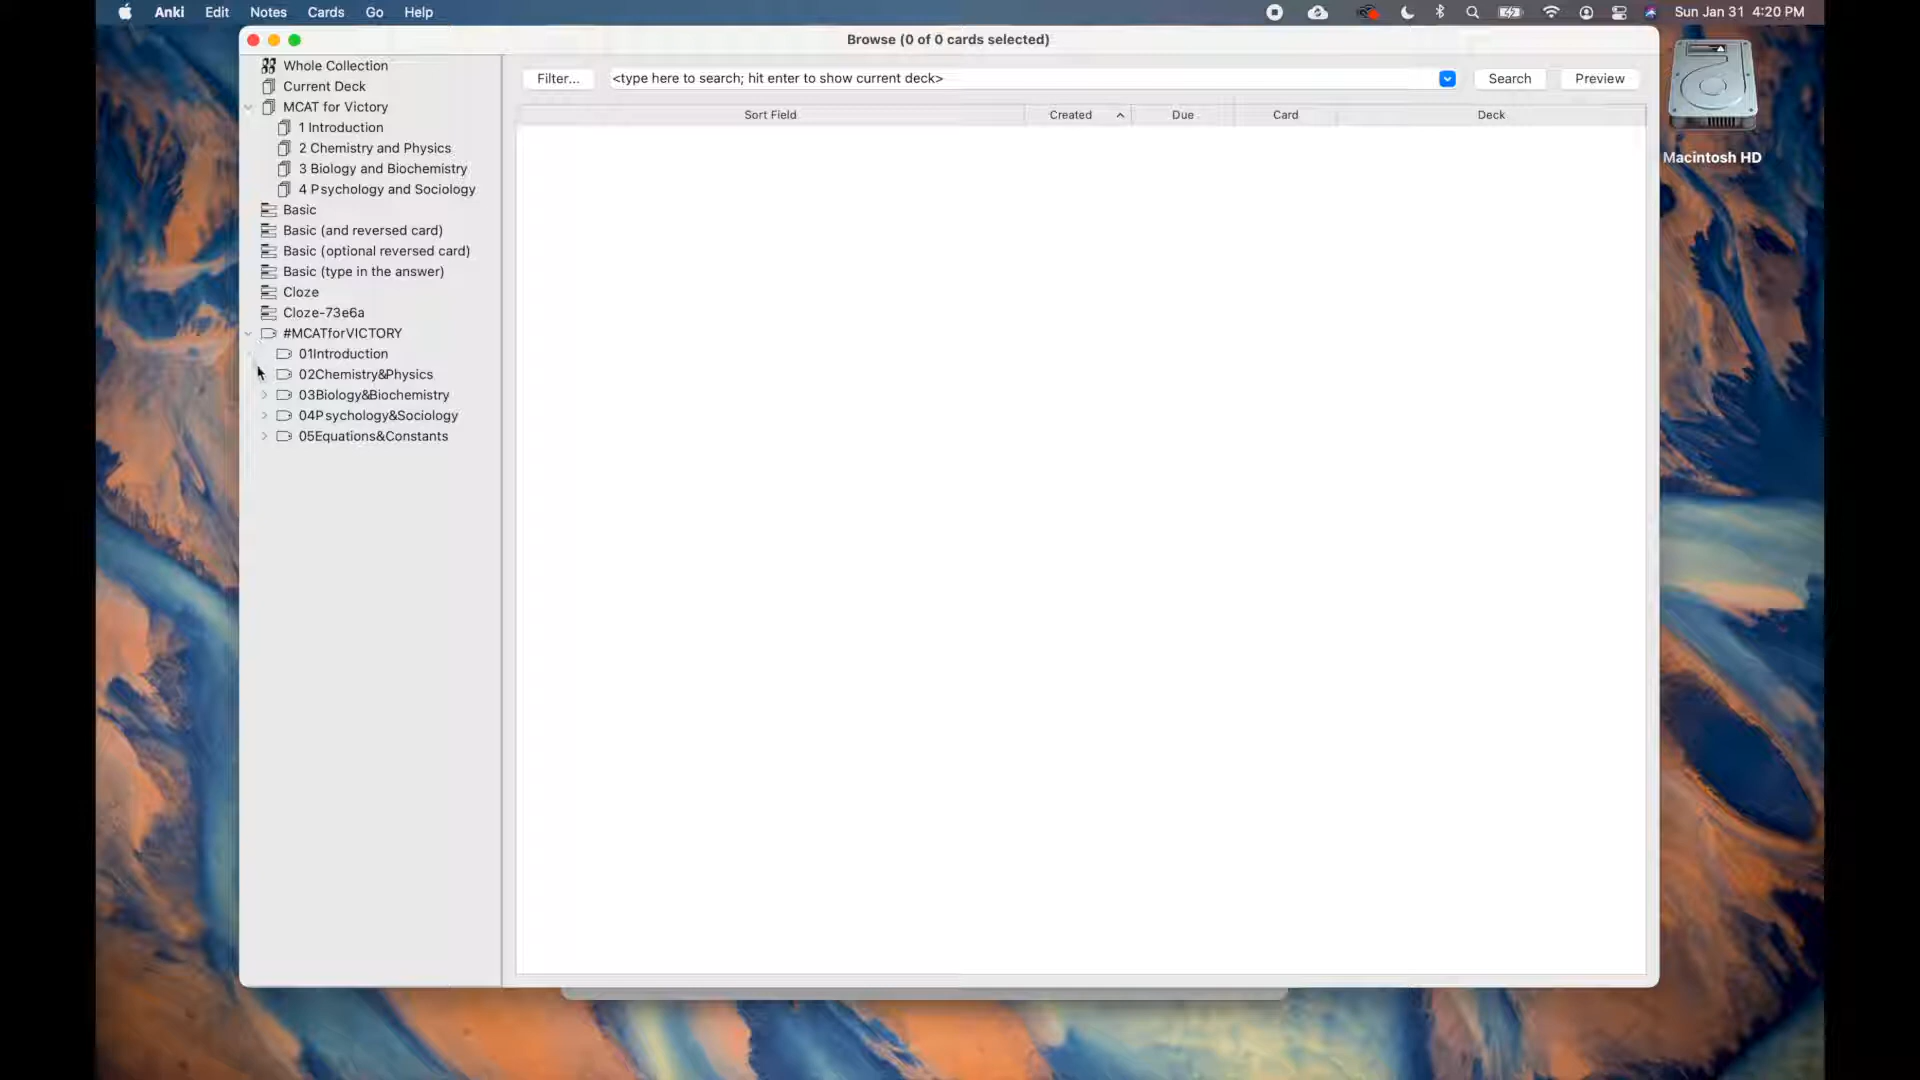 Anki Edit Notes Cards Go Help
Sun Jan 31 4:20 PM
Browse (0 of 0 cards selected)
Whole Collection
Current Deck
MCAT for Victory
1 Introduction
2 Chemistry and Physics
3 Biology and Biochemistry
4 Psychology and Sociology
Basic
Basic (and reversed card)
Basic (optional reversed card)
Basic (type in the answer)
Cloze
Cloze-73e6a
#MCATforVICTORY
01Introduction
02Chemistry&Physics
03Biology&Biochemistry
04Psychology&Sociology
05Equations&Constants
Filter...
<type here to search; hit enter to show current deck>
Search
Preview
Sort Field Created Due Card Deck
Macintosh HD